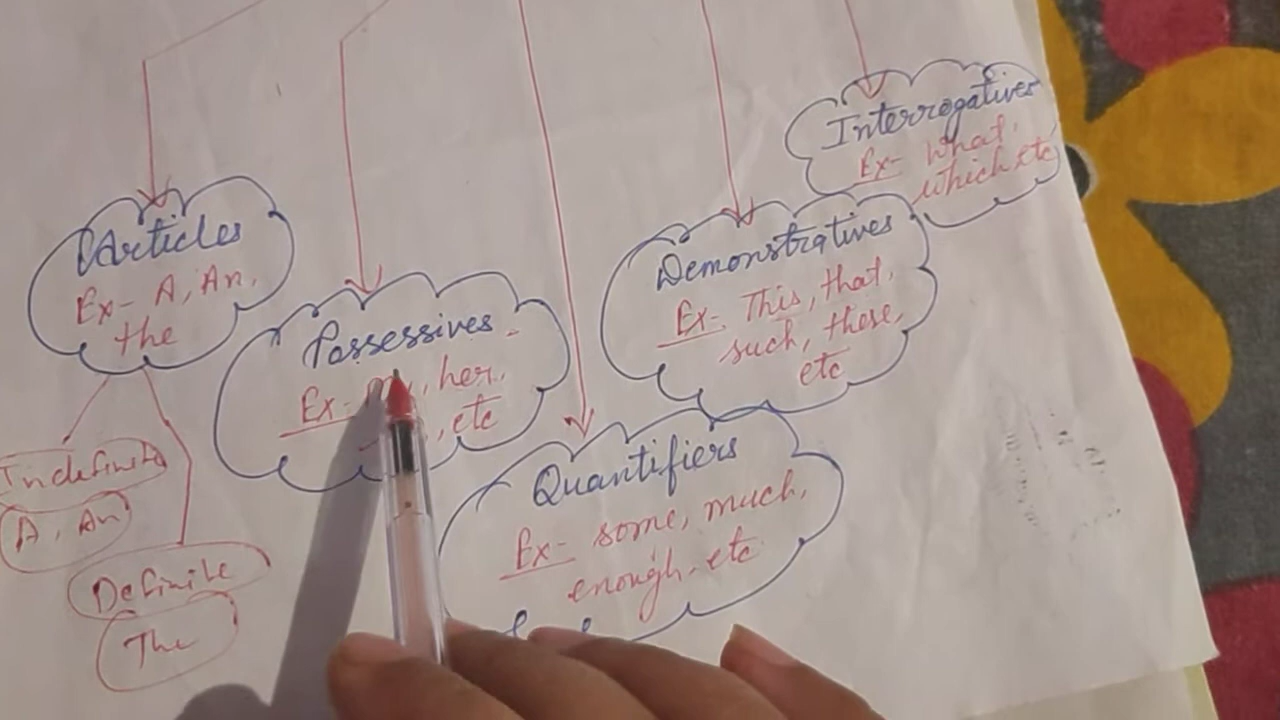 Articles
Ex- A, An,
the
Indefinite
A, An
Definite
The
Possessives
Ex- , her,
, etc
Quantifiers
Ex- some, much,
enough, etc
Demonstratives
Ex- This, that,
such, these,
etc
Interrogatives
Ex- What,
which, etc